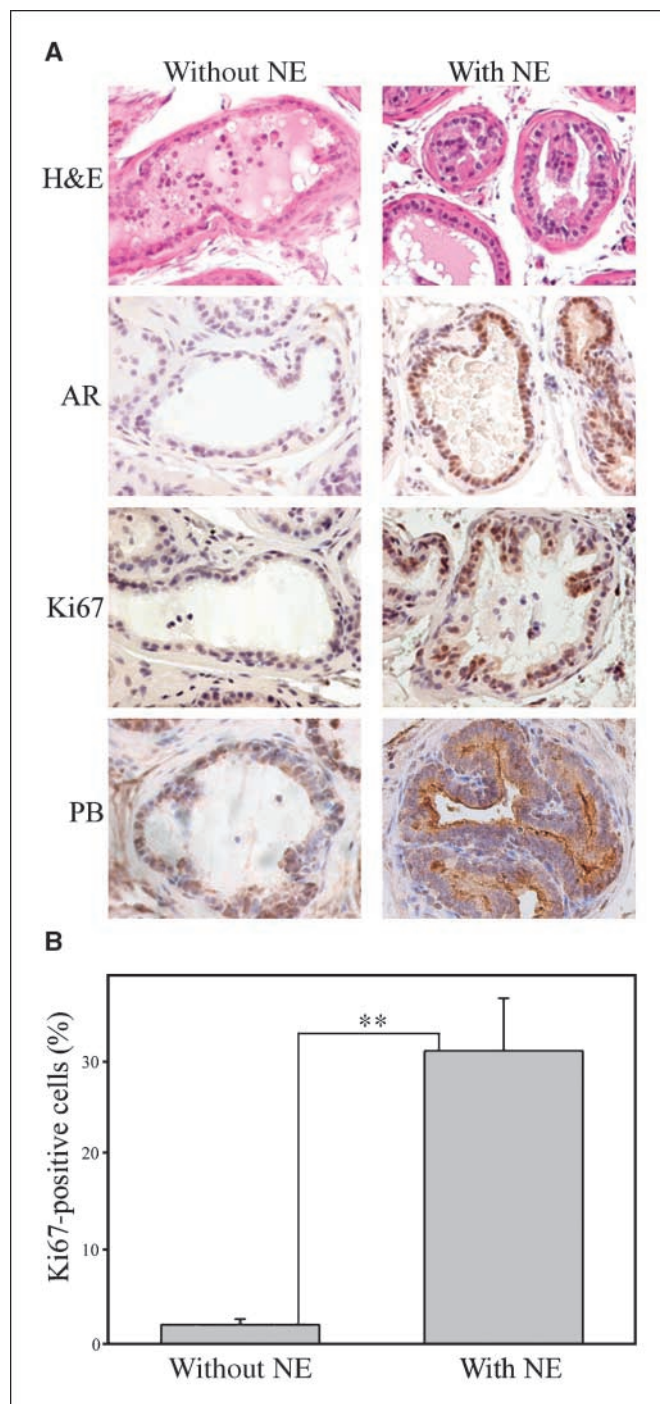 A
Without NE With NE
H&E
AR
Ki67
PB
B
**
Ki67-positive cells (%)
30
20
10
0
Without NE With NE